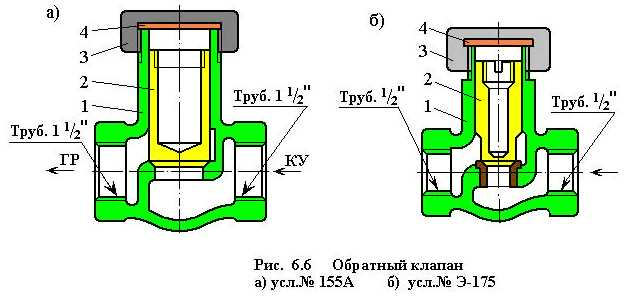 а)
4
3
2
1
Труб. 1 1/2"
Труб. 1 1/2"
ГР
КУ
б)
4
3
2
1
Труб. 1/2"
Труб. 1/2"
Рис. 6.6 Обратный клапан
а) усл.№ 155А б) усл.№ Э-175